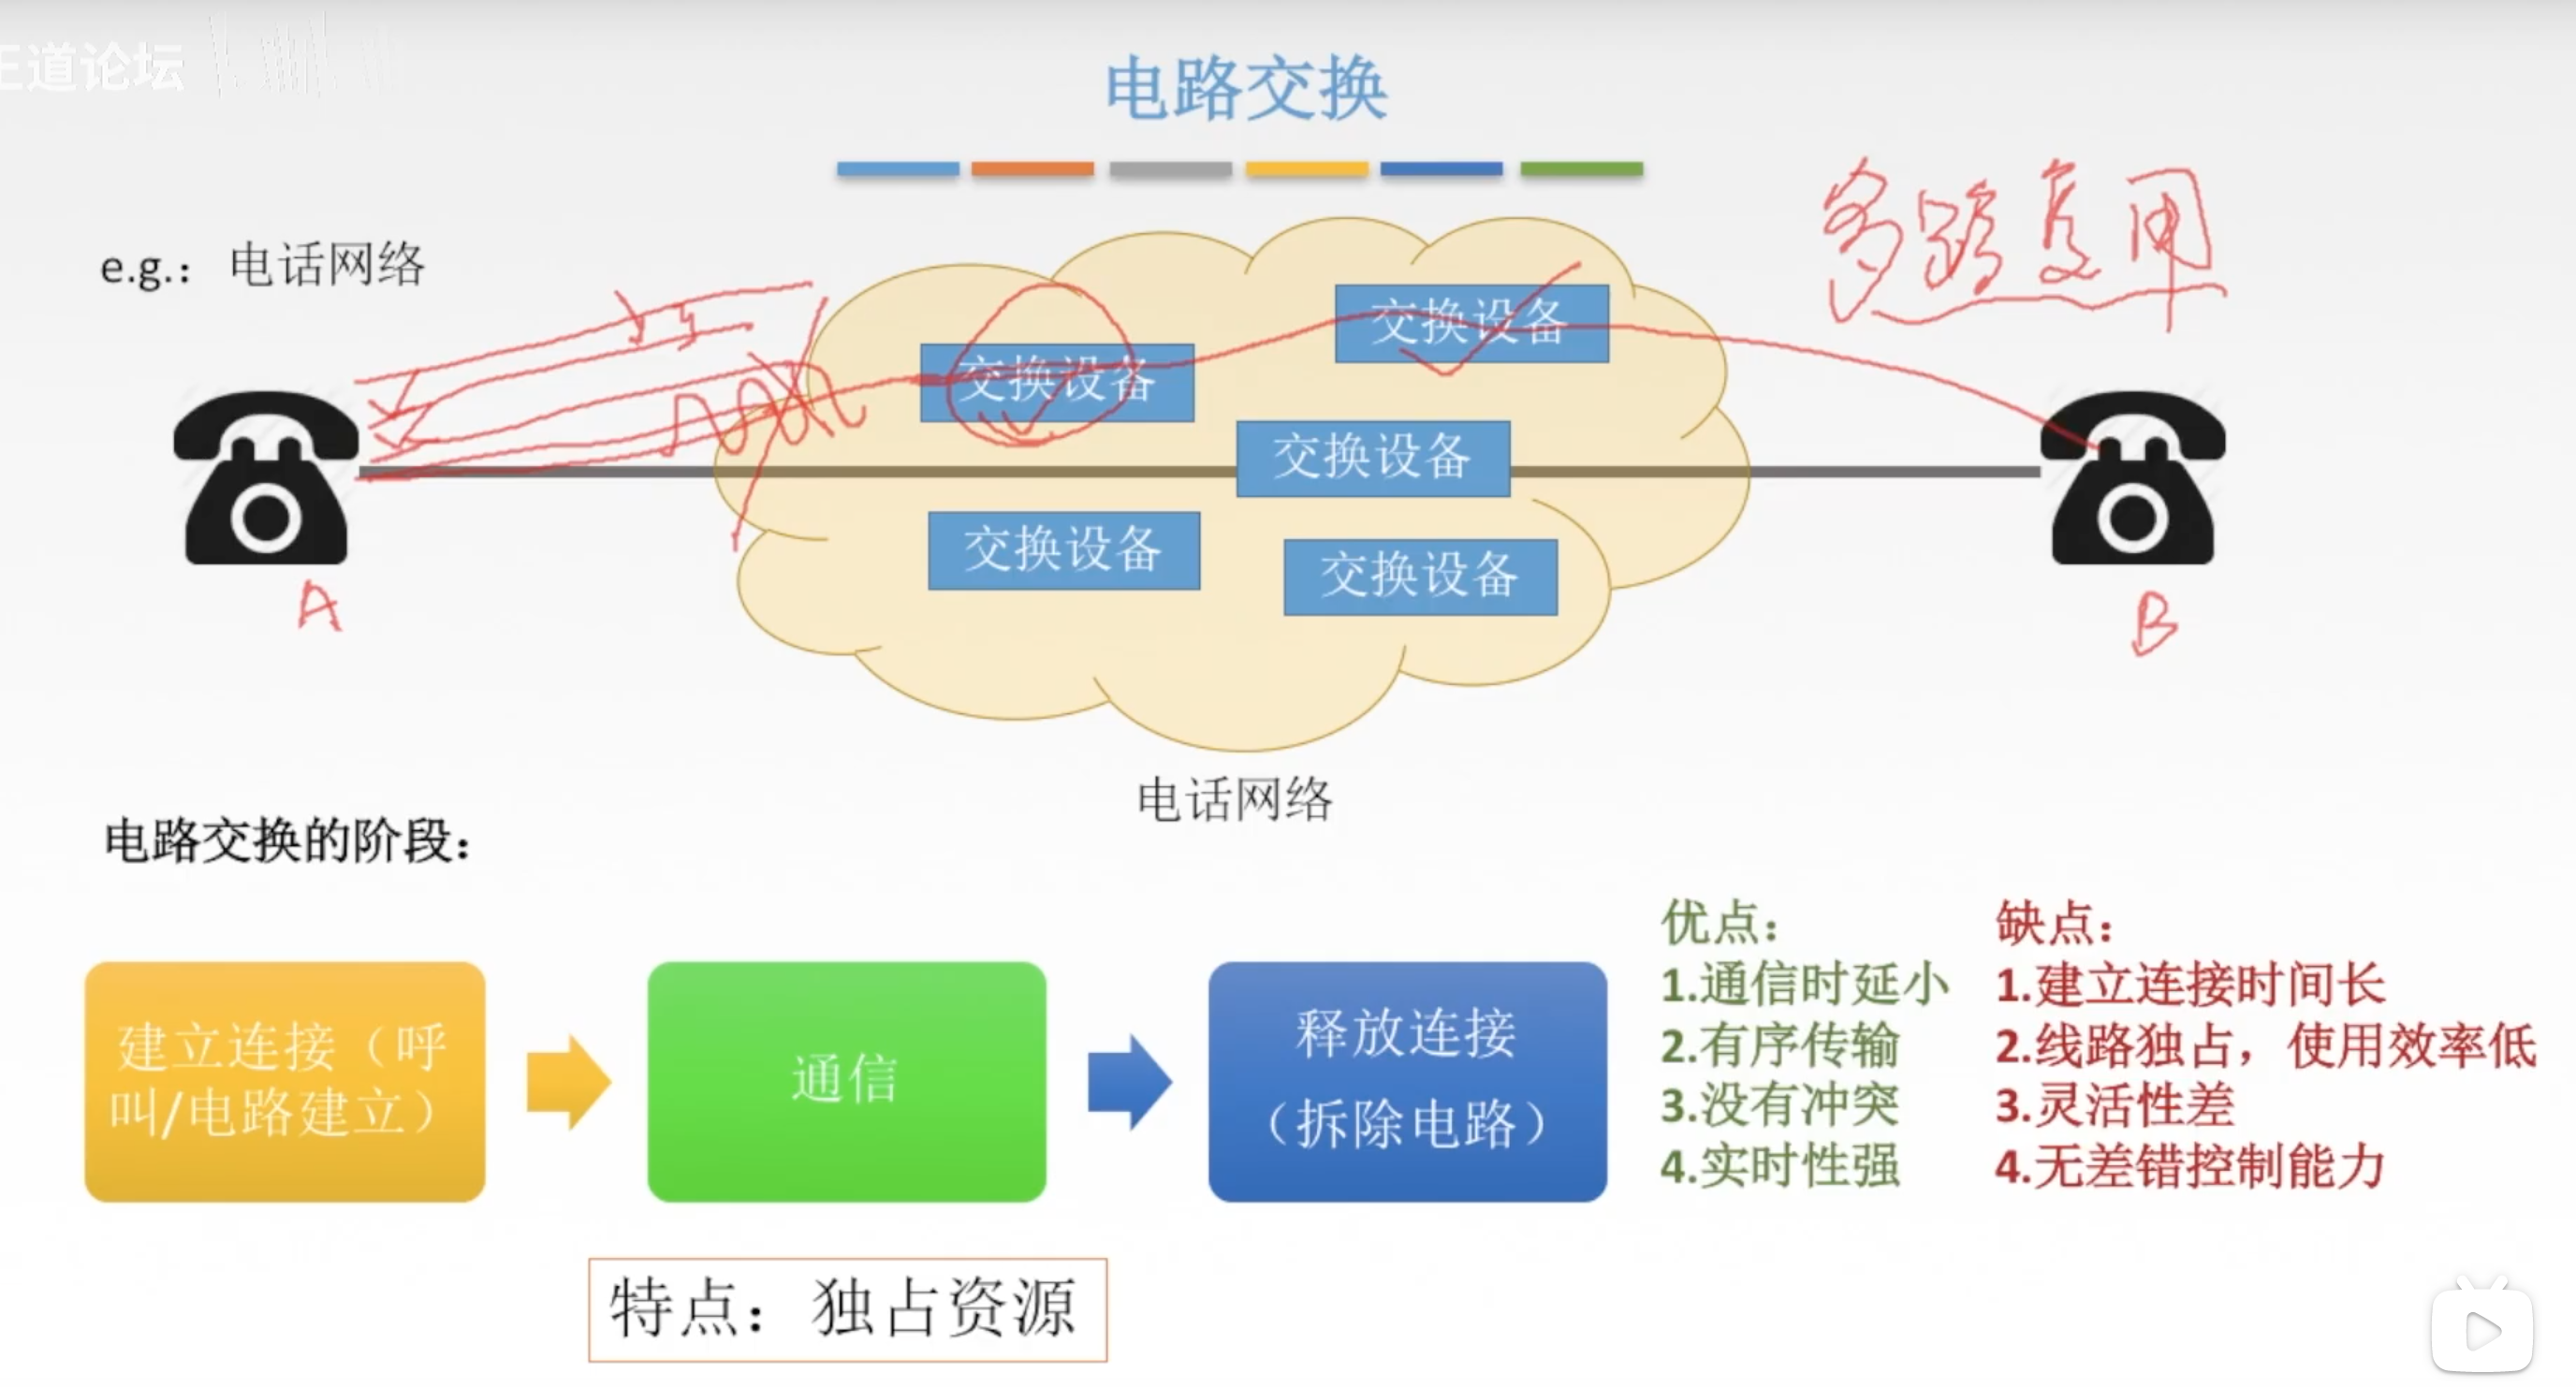 王道论坛
电路交换
e.g.：电话网络
多路复用
交换设备
交换设备
交换设备
交换设备
交换设备
A
B
电话网络
电路交换的阶段：
建立连接（呼
叫/电路建立）
通信
释放连接
（拆除电路）
优点：
1.通信时延小
2.有序传输
3.没有冲突
4.实时性强
缺点：
1.建立连接时间长
2.线路独占，使用效率低
3.灵活性差
4.无差错控制能力
特点：独占资源